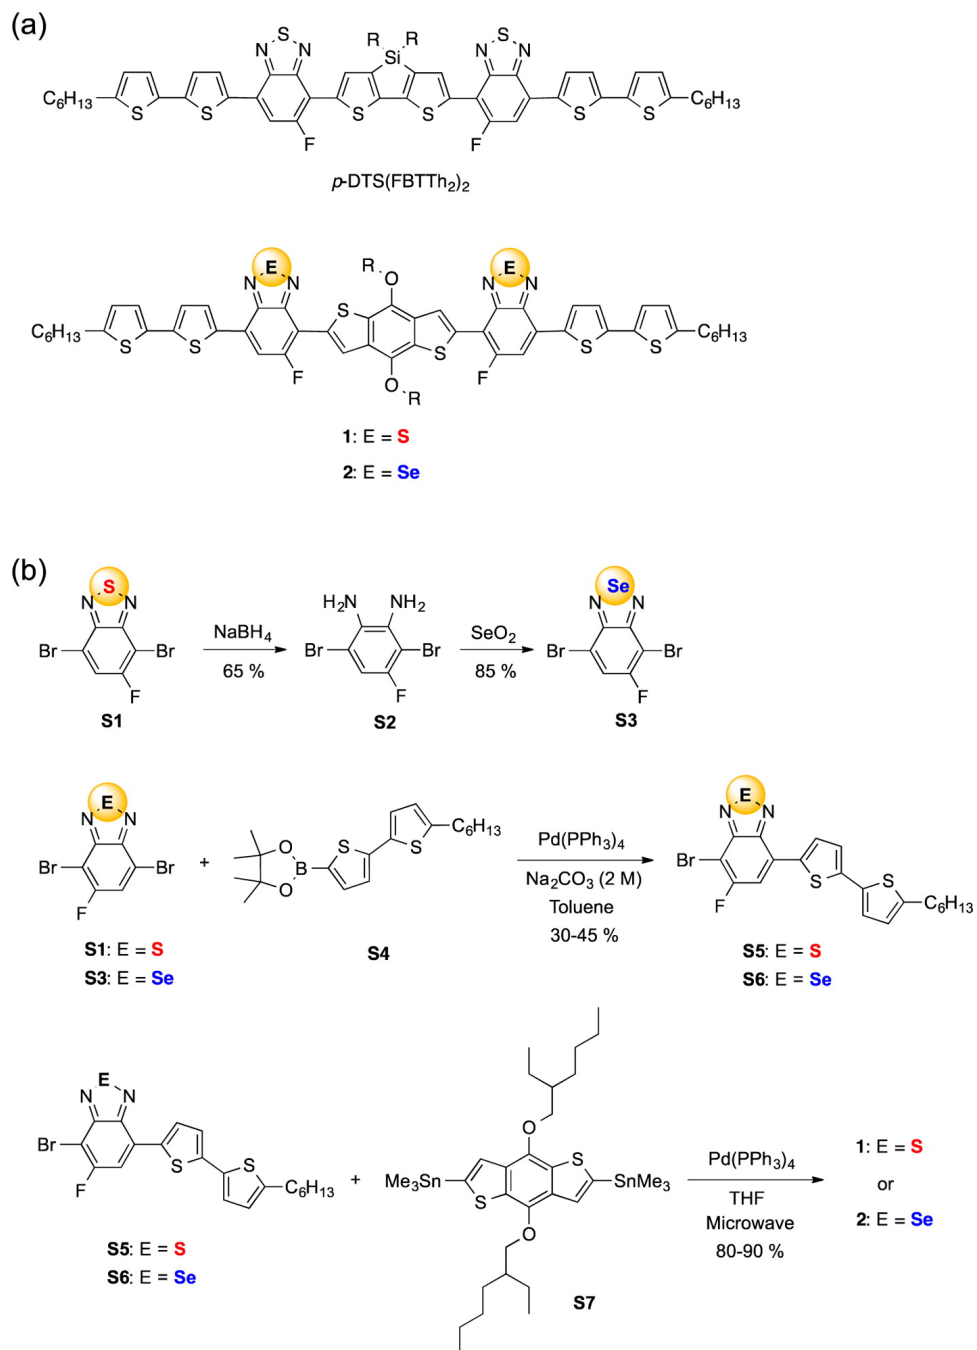 (a)
S
N N
R R
Si
S
N N
C₆H₁₃ S S F S S F S S C₆H₁₃
p-DTS(FBTTh₂)₂
E
N N
R O
E
N N
C₆H₁₃ S S F S S F S S C₆H₁₃
O R
1: E = S
2: E = Se
(b)
S
N N
Br Br
F
S1
NaBH₄
65 %
H₂N NH₂
Br Br
F
S2
SeO₂
85 %
Se
N N
Br Br
F
S3
E
N N
Br Br
F
S1: E = S
S3: E = Se
+
O
B
O
S
S
C₆H₁₃
S4
Pd(PPh₃)₄
Na₂CO₃ (2 M)
Toluene
30-45 %
E
N N
Br
F
S
S
C₆H₁₃
S5: E = S
S6: E = Se
E
N N
Br
F
S
S
C₆H₁₃
S5: E = S
S6: E = Se
+
O
S
Me₃Sn SnMe₃
S
O
S7
Pd(PPh₃)₄
THF
Microwave
80-90 %
1: E = S
or
2: E = Se